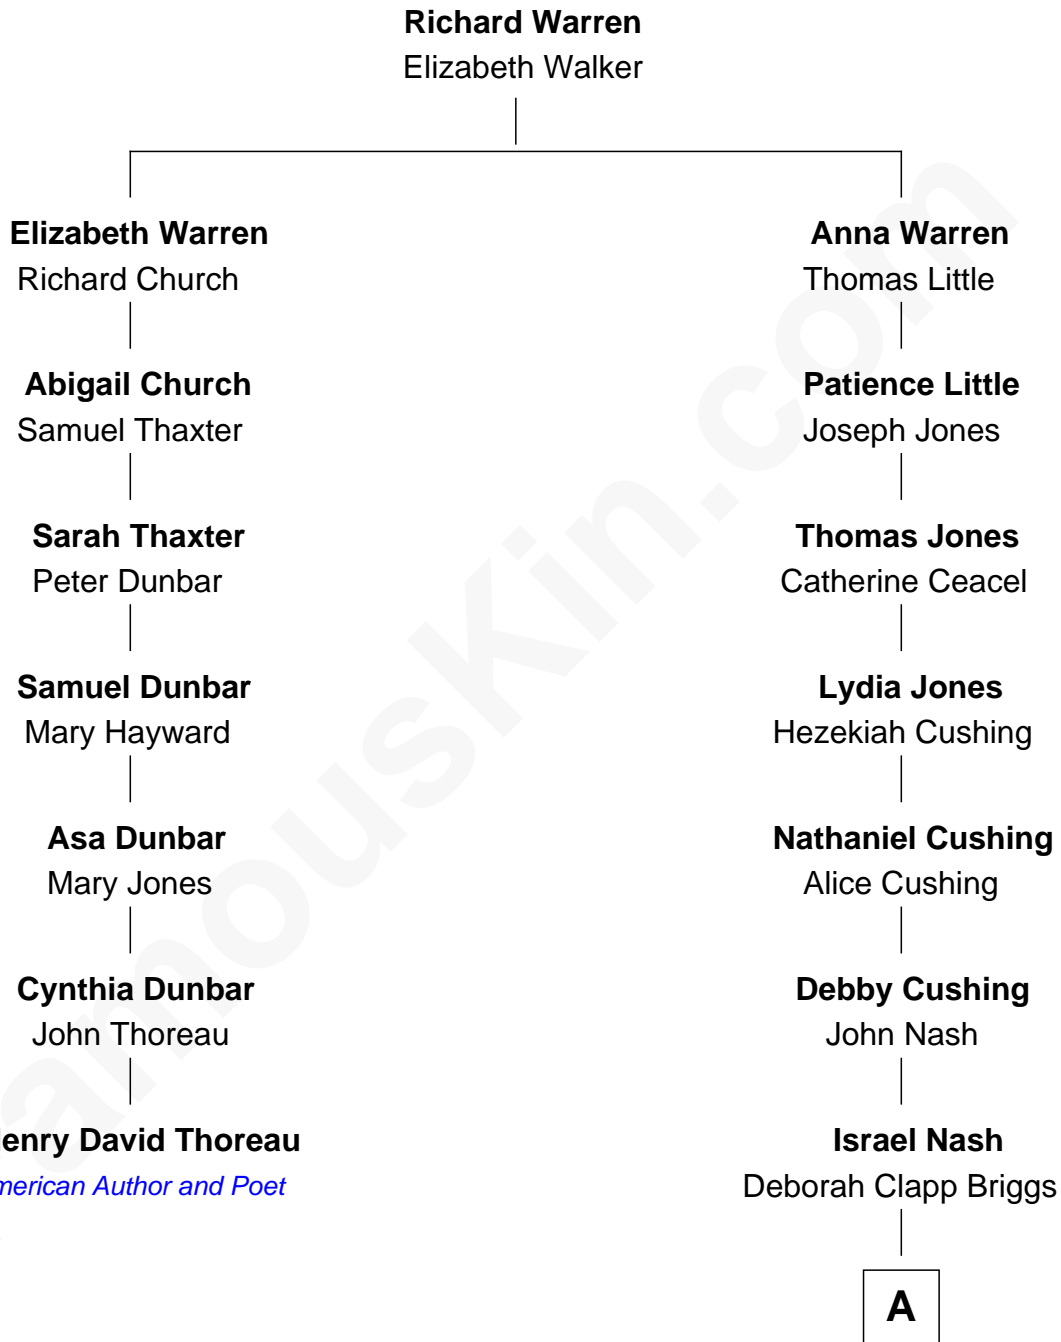 Richard Warren
Elizabeth Walker
Elizabeth Warren
Richard Church
Abigail Church
Samuel Thaxter
Sarah Thaxter
Peter Dunbar
Samuel Dunbar
Mary Hayward
Asa Dunbar
Mary Jones
Cynthia Dunbar
John Thoreau
enry David Thoreau
merican Author and Poet
Anna Warren
Thomas Little
Patience Little
Joseph Jones
Thomas Jones
Catherine Ceacel
Lydia Jones
Hezekiah Cushing
Nathaniel Cushing
Alice Cushing
Debby Cushing
John Nash
Israel Nash
Deborah Clapp Briggs
A
amouskin.com